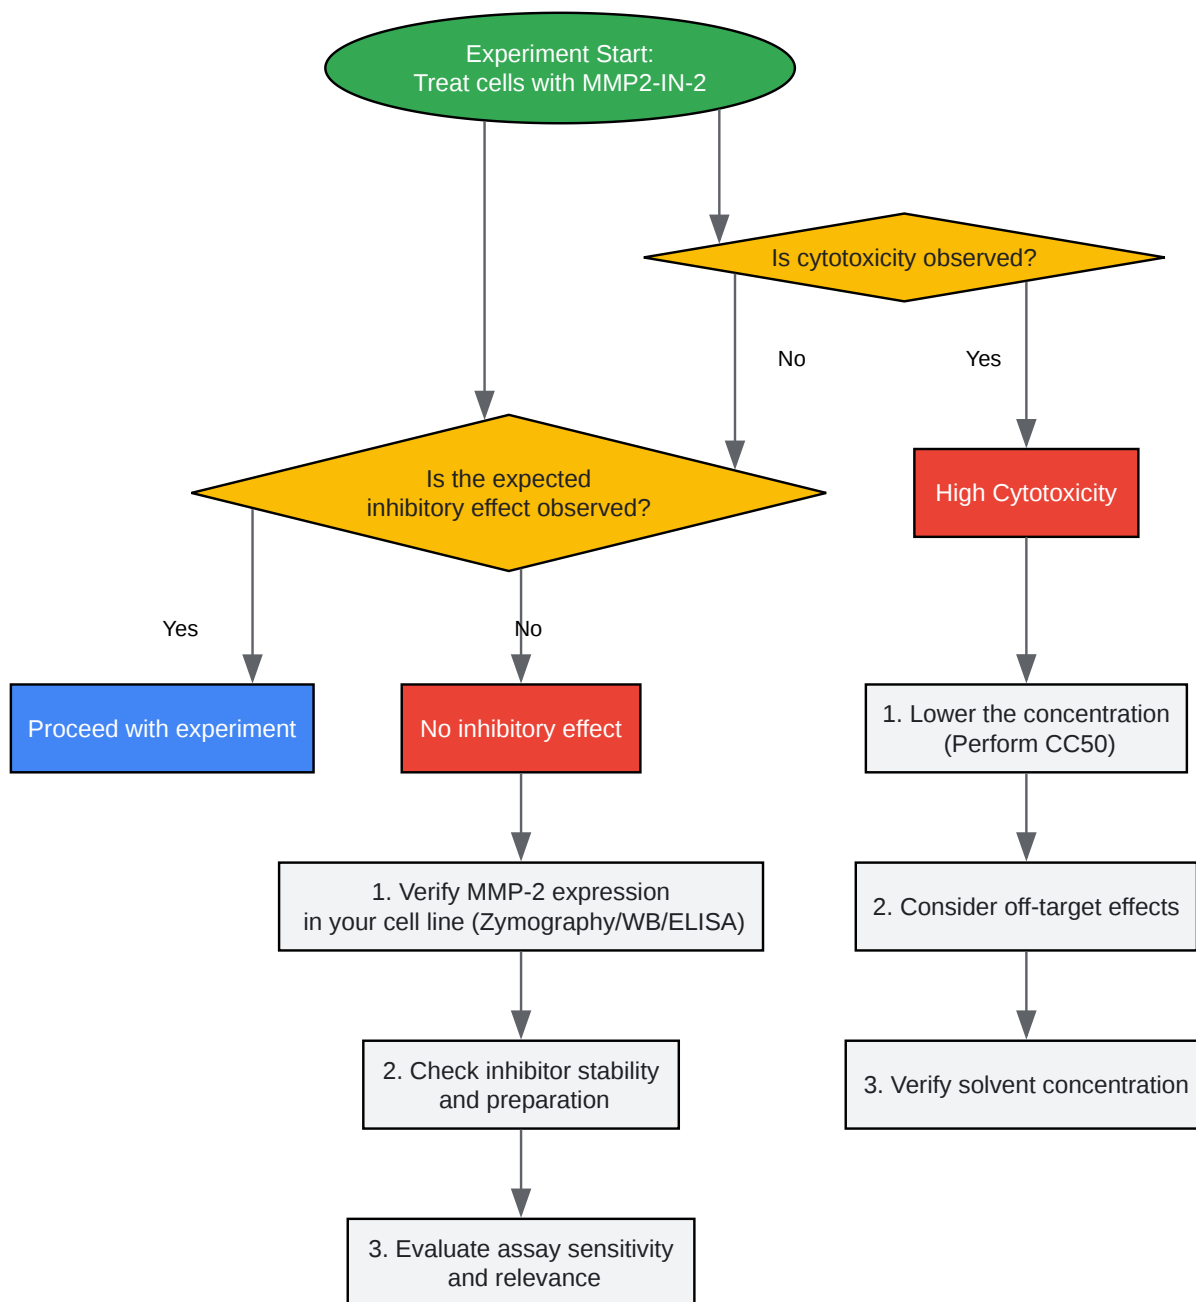 Experiment Start:
Treat cells with MMP2-IN-2
Is cytotoxicity observed?
No
Yes
Is the expected
inhibitory effect observed?
High Cytotoxicity
Yes
No
Proceed with experiment
No inhibitory effect
1. Lower the concentration
(Perform CC50)
1. Verify MMP-2 expression
in your cell line (Zymography/WB/ELISA)
2. Consider off-target effects
2. Check inhibitor stability
and preparation
3. Verify solvent concentration
3. Evaluate assay sensitivity
and relevance